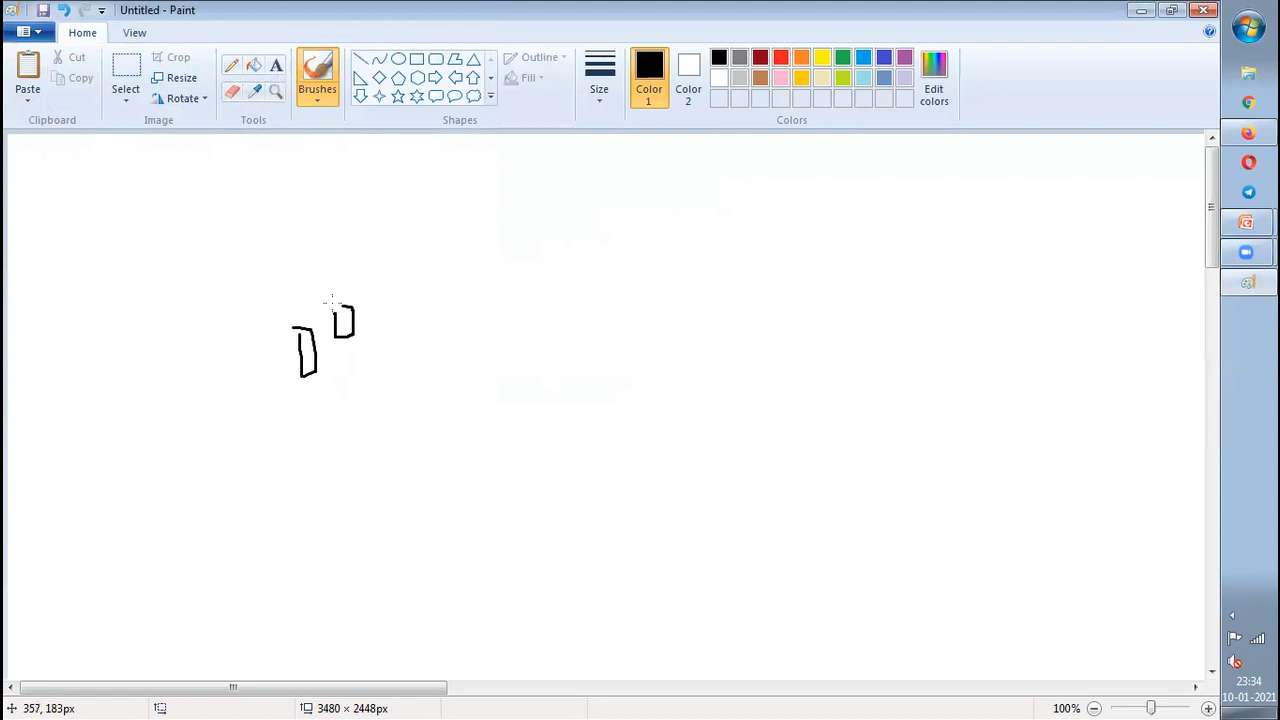 Untitled - Paint
Home
View
Paste
Cut
Copy
Clipboard
Select
Crop
Resize
Rotate
Image
A
Tools
Brushes
Outline
Fill
Shapes
Size
Color 1
Color 2
Edit colors
Colors
357, 183px
3480 × 2448px
100%
23:34
10-01-2021